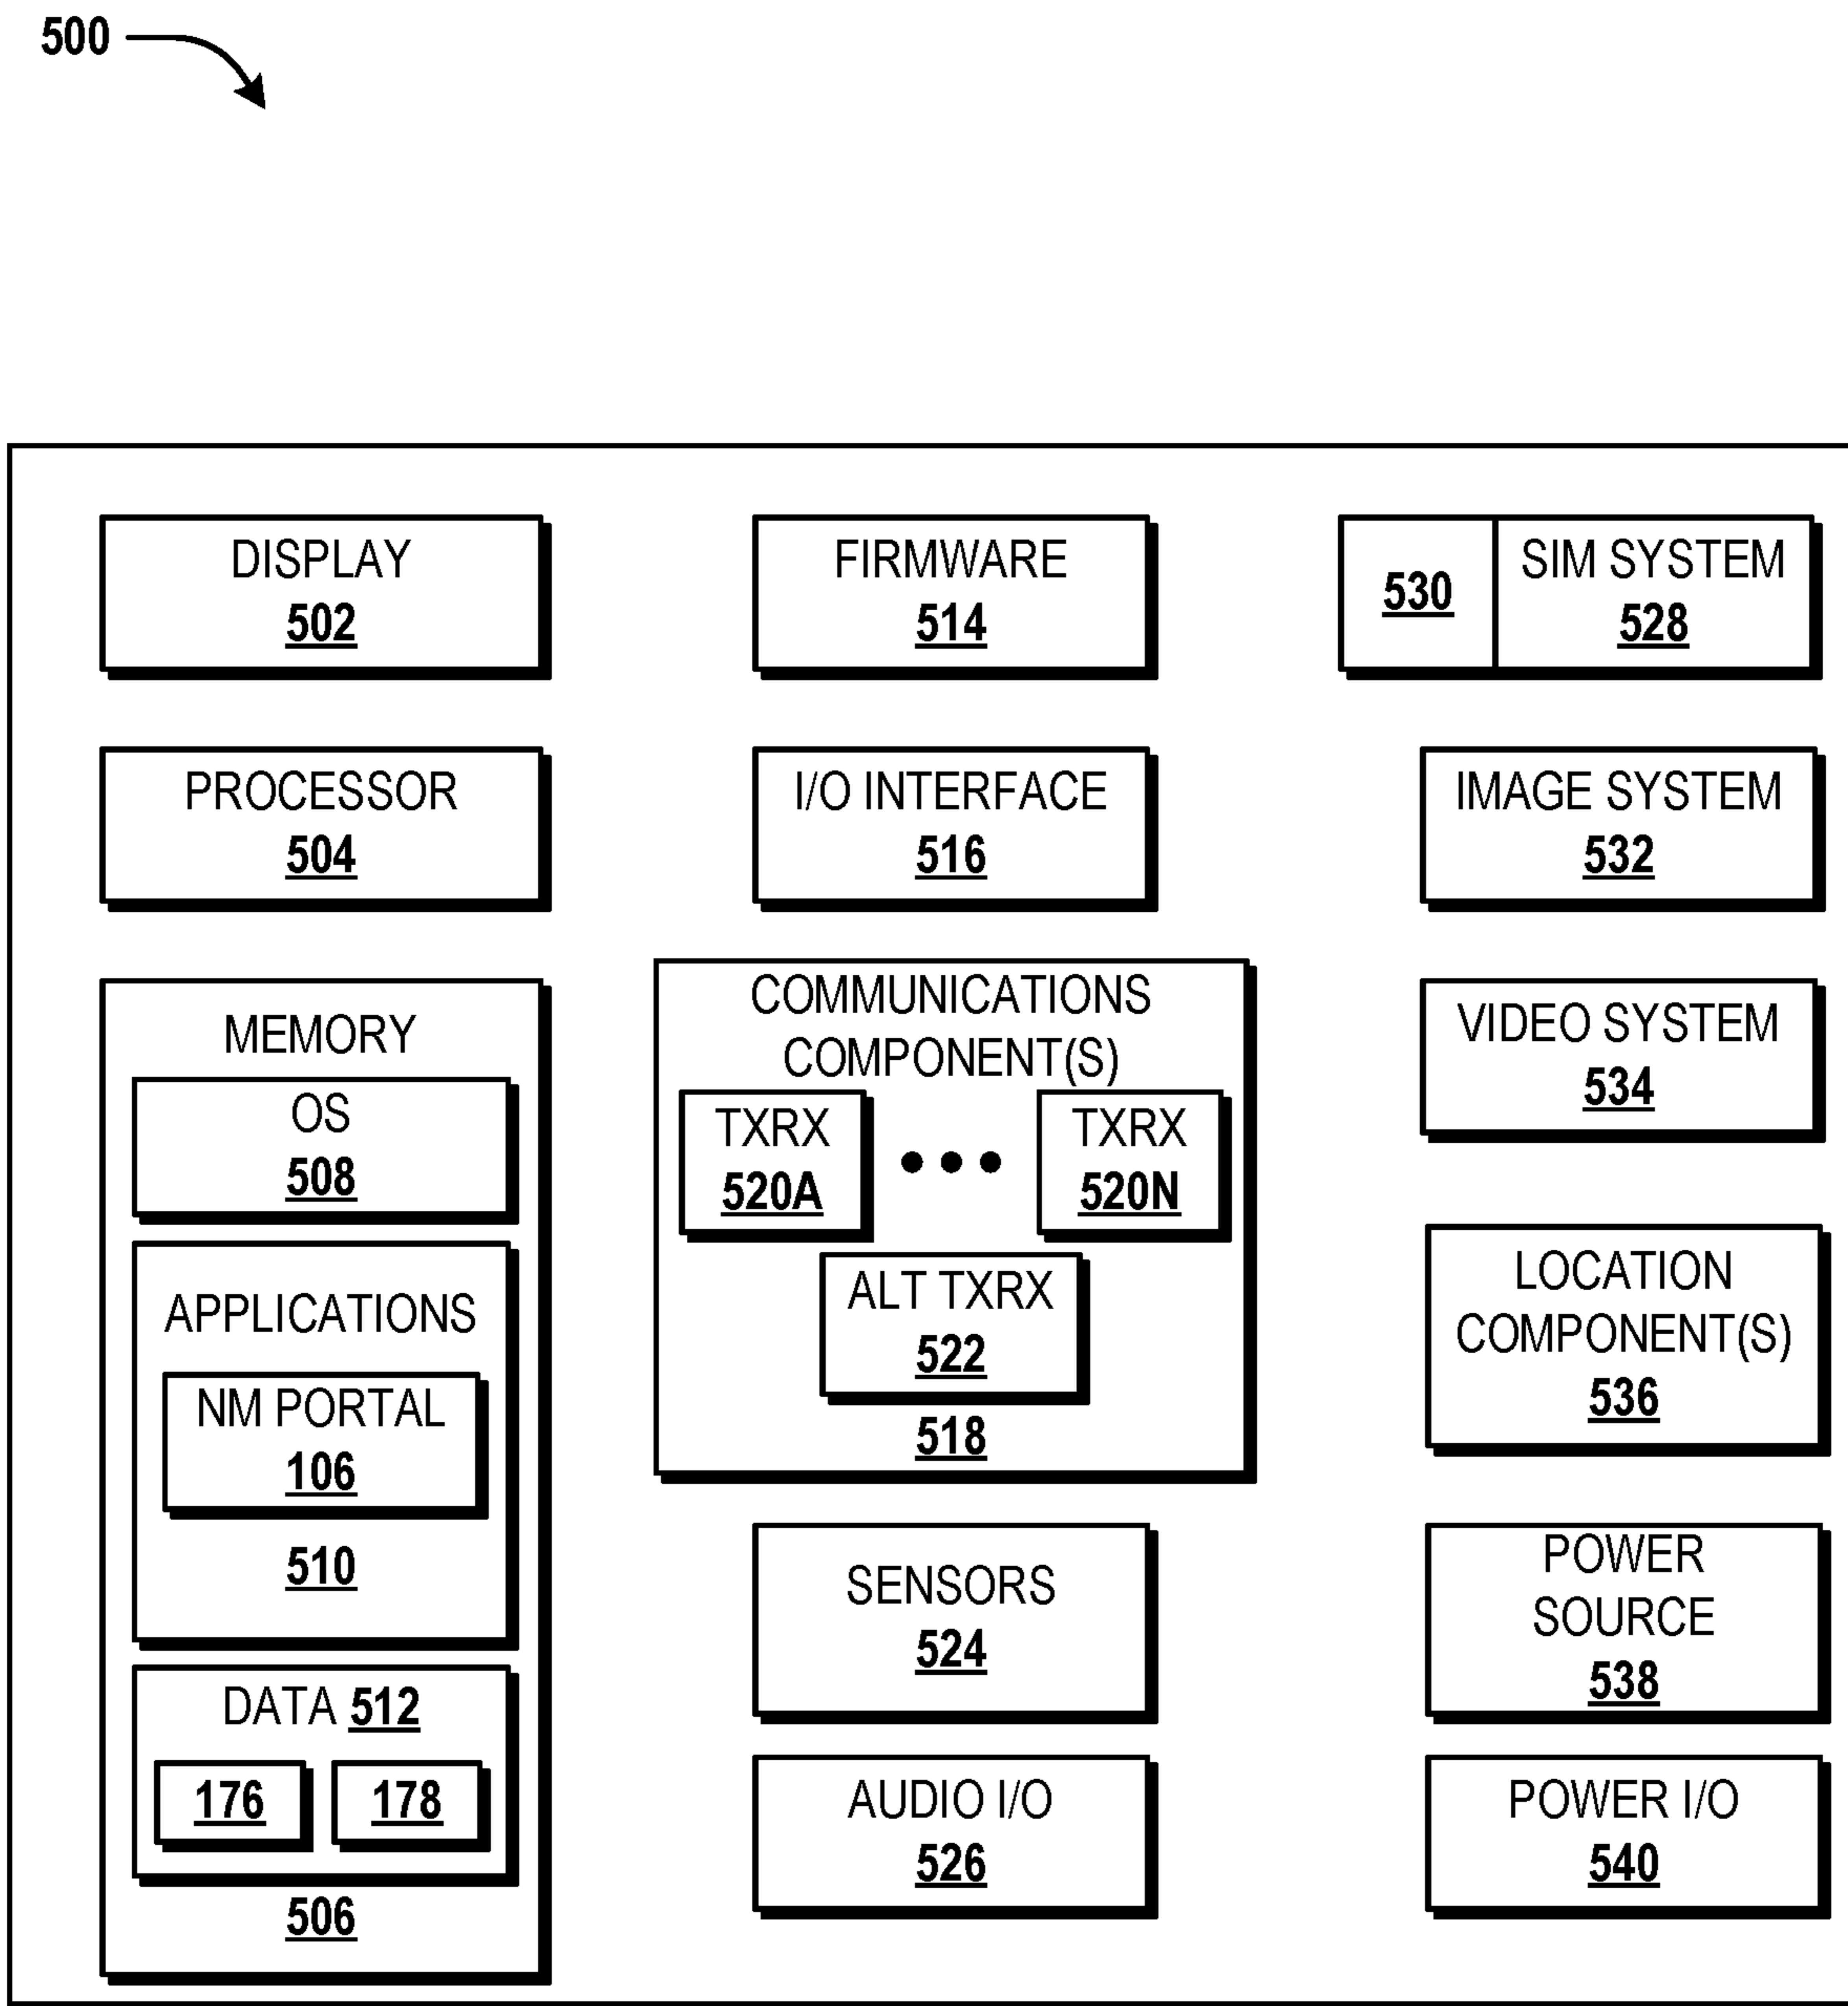 500
DISPLAY
502
PROCESSOR
504
MEMORY
OS
508
APPLICATIONS
NM PORTAL
106
510
DATA 512
176
178
506
FIRMWARE
514
I/O INTERFACE
516
COMMUNICATIONS
COMPONENT(S)
TXRX
520A
TXRX
520N
ALT TXRX
522
518
SENSORS
524
AUDIO I/O
526
530
SIM SYSTEM
528
IMAGE SYSTEM
532
VIDEO SYSTEM
534
LOCATION
COMPONENT(S)
536
POWER
SOURCE
538
POWER I/O
540